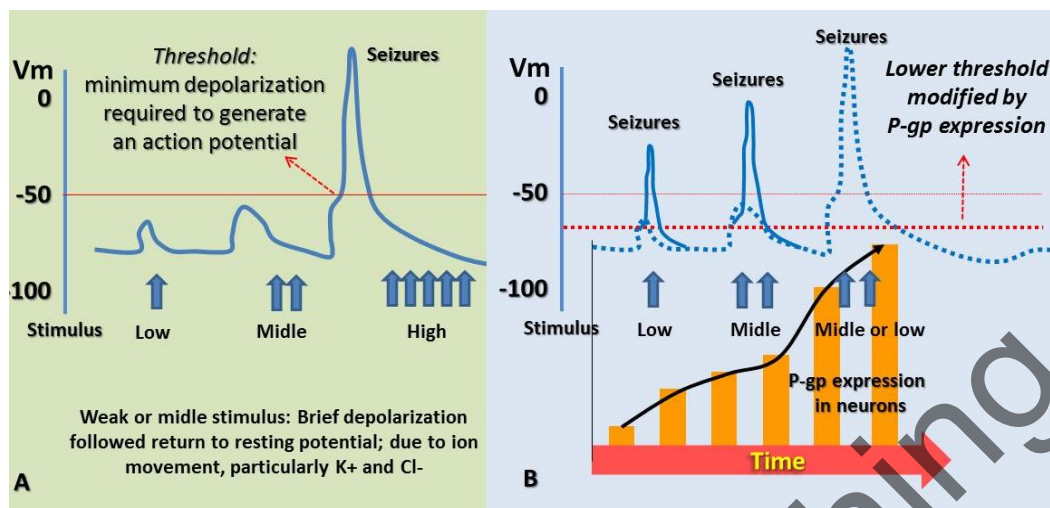 Threshold:
minimum depolarization
required to generate
an action potential
Seizures
Vm
0
-50
-100
Stimulus
Low
Midle
High
Weak or midle stimulus: Brief depolarization
followed return to resting potential; due to ion
movement, particularly K+ and Cl-
A
Vm
0
-50
-100
Seizures
Seizures
Seizures
Lower threshold
modified by
P-gp expression
Stimulus
Low
Midle
Midle or low
P-gp expression
in neurons
Time
B